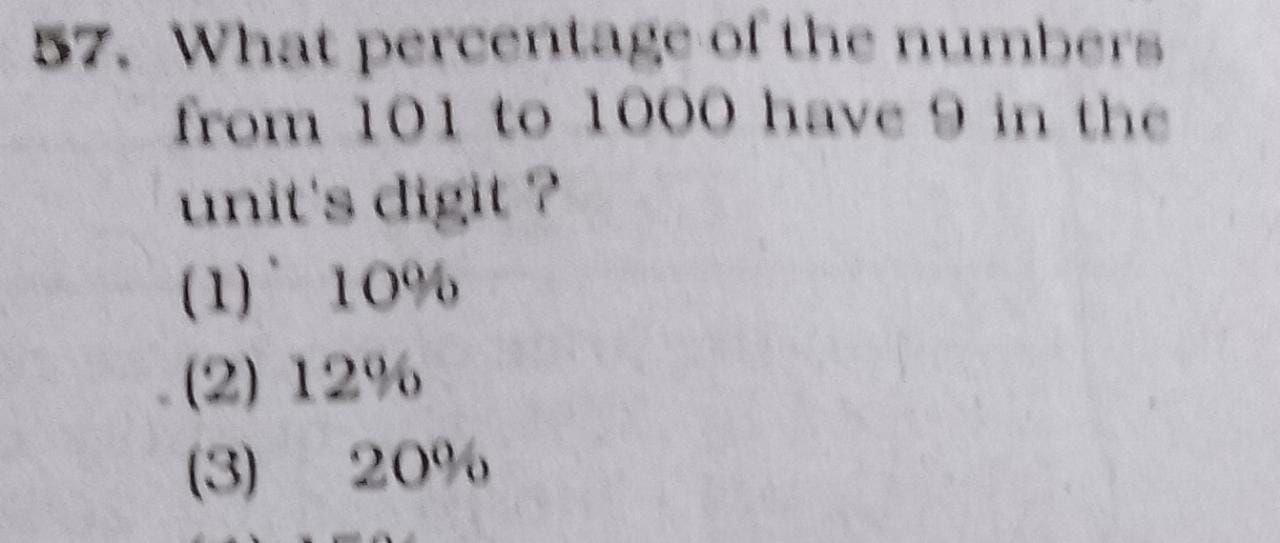 57. What percentage of the numbers
from 101 to 1000 have 9 in the
unit's digit ?
(1) 10%
(2) 12%
(3) 20%